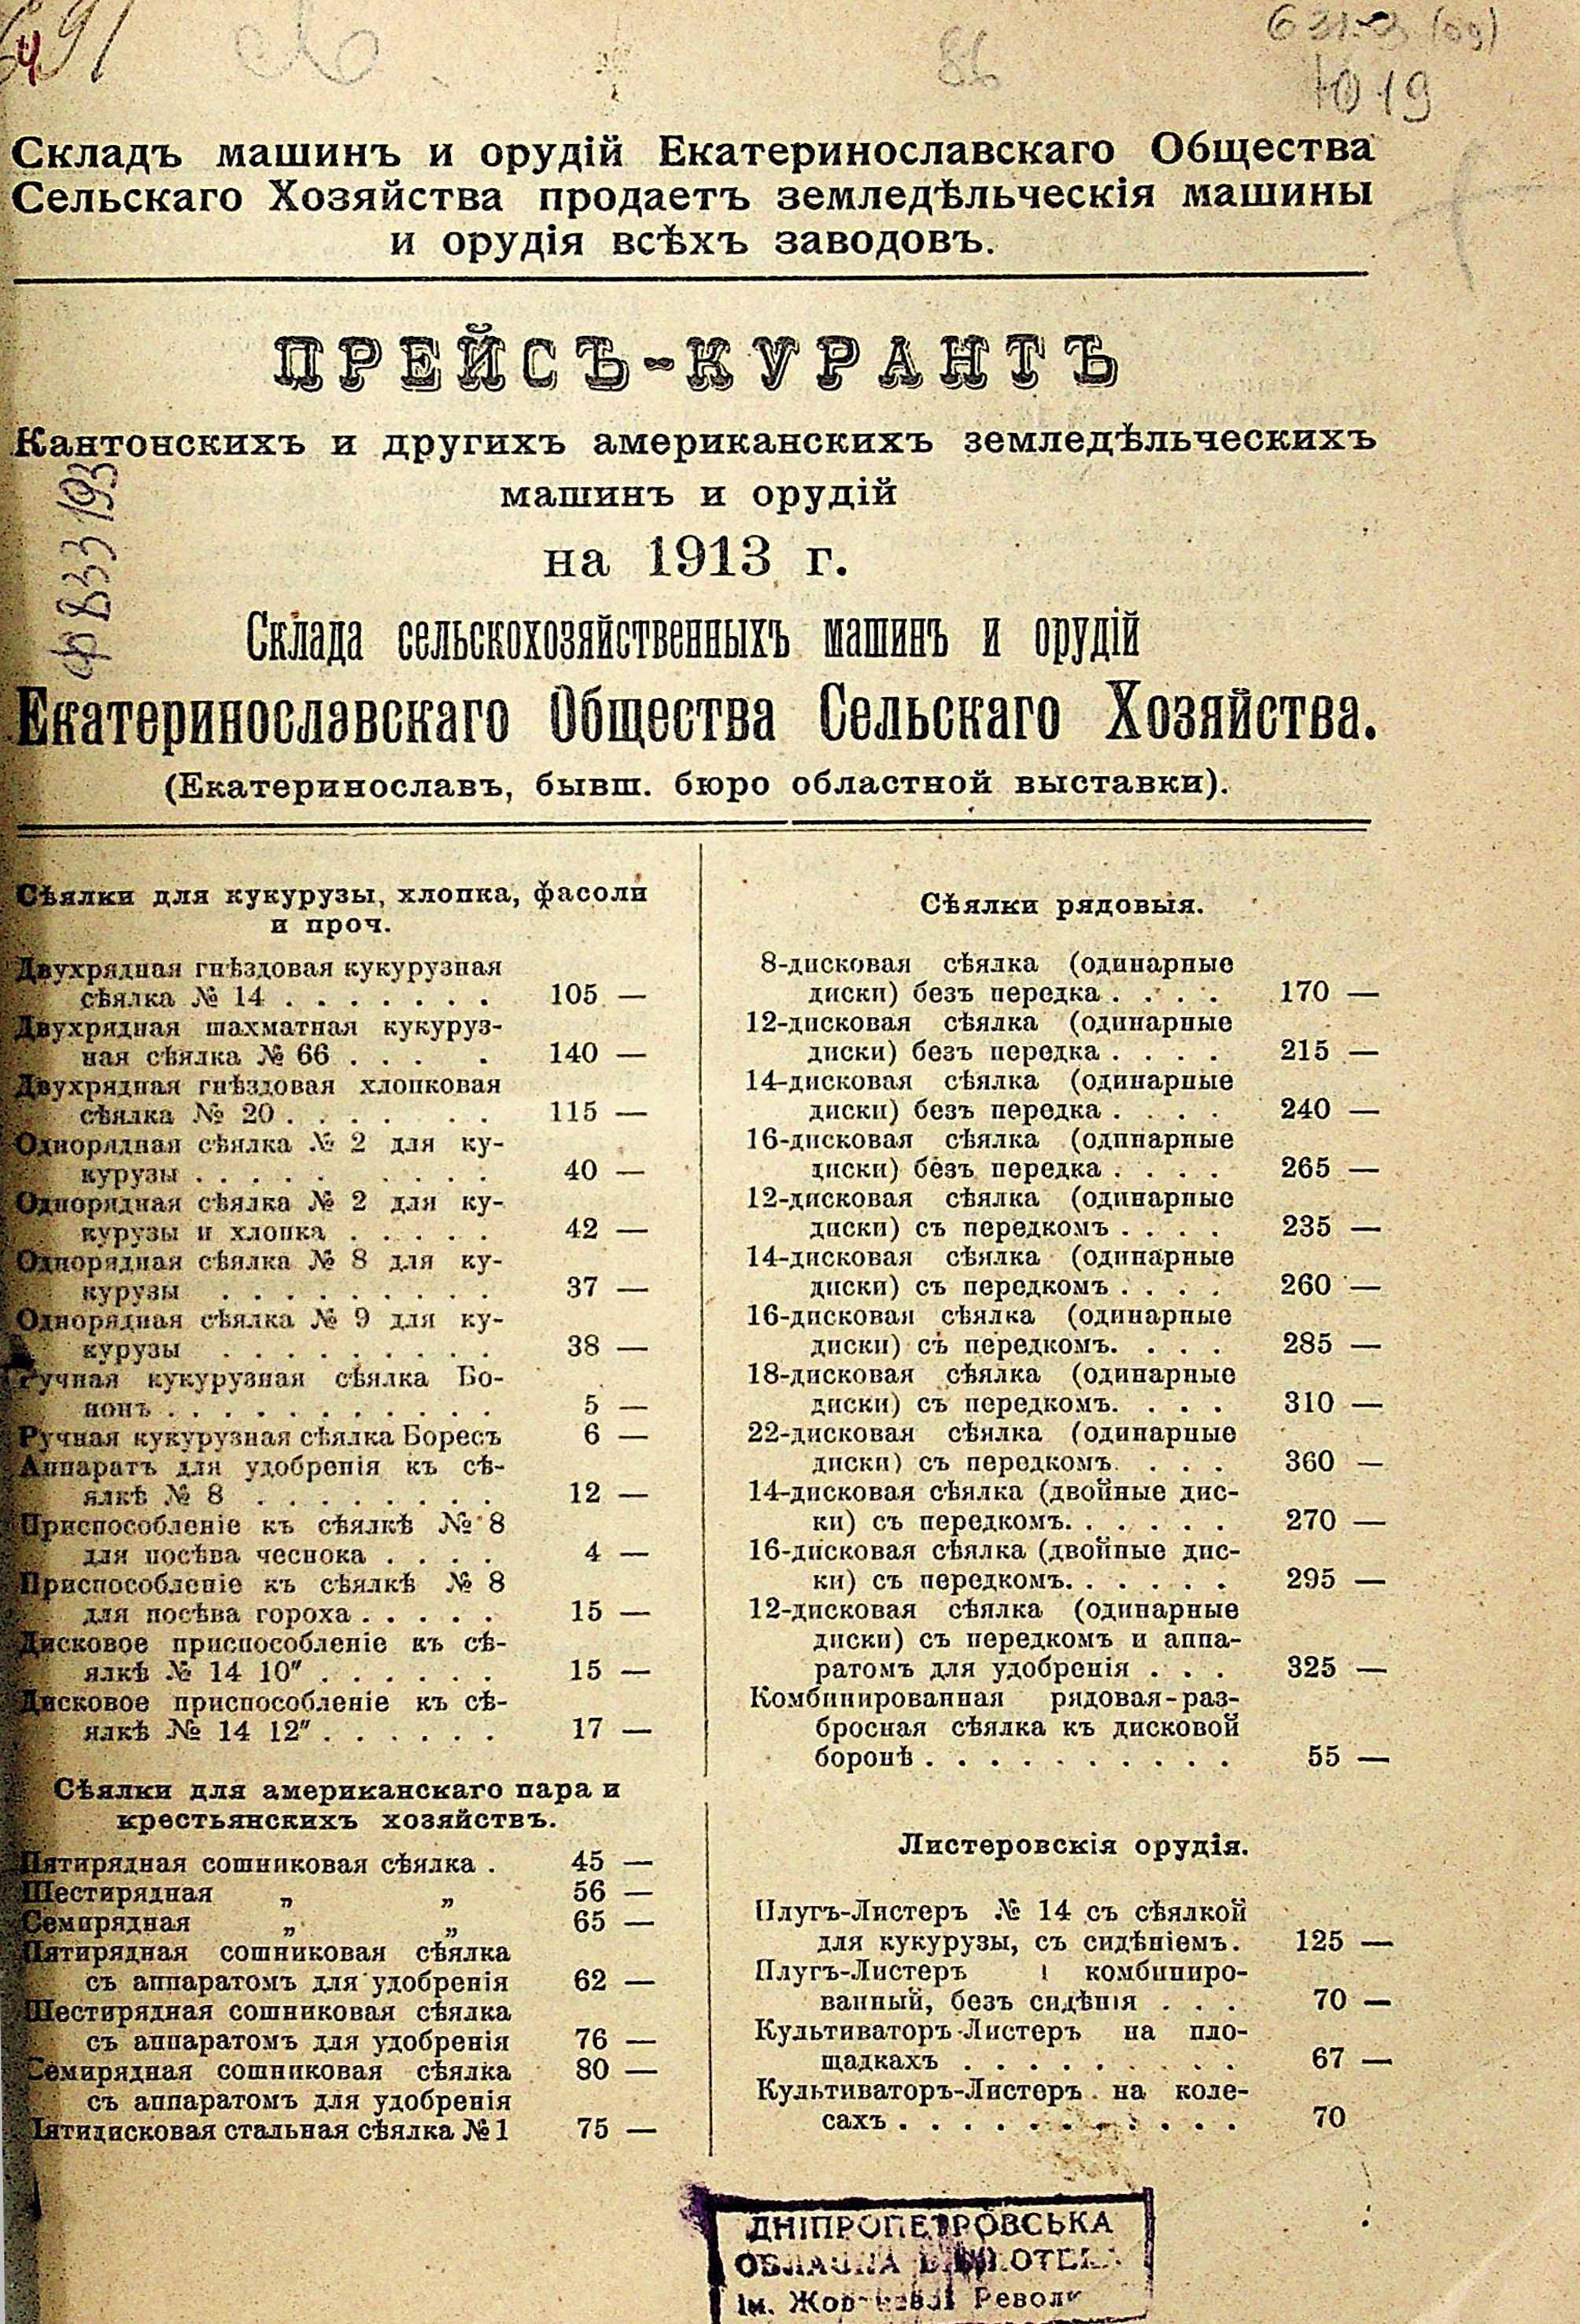 491
86
631.3 (09)
Ю 19
Складъ машинъ и орудій Екатеринославскаго Общества
Сельскаго Хозяйства продаетъ земледѣльческія машины
и орудія всѣхъ заводовъ.
ПРЕЙСЪ-КУРАНТЪ
Кантонскихъ и другихъ американскихъ земледѣльческихъ
машинъ и орудій
на 1913 г.
Склада сельскохозяйственныхъ машинъ и орудій
Екатеринославскаго Общества Сельскаго Хозяйства.
(Екатеринославъ, бывш. бюро областной выставки).
Сѣялки для кукурузы, хлопка, фасоли
и проч.
Двухрядная гнѣздовая кукурузная
сѣялка № 14 . . . . . . . 105 —
Двухрядная шахматная кукуруз-
ная сѣялка № 66 . . . . 140 —
Двухрядная гнѣздовая хлопковая
сѣялка № 20 . . . . . . 115 —
Однорядная сѣялка № 2 для ку-
курузы . . . . . . . . . 40 —
Однорядная сѣялка № 2 для ку-
курузы и хлопка . . . . . 42 —
Однорядная сѣялка № 8 для ку-
курузы . . . . . . . . . 37 —
Однорядная сѣялка № 9 для ку-
курузы . . . . . . . . . 38 —
Ручная кукурузная сѣялка Бо-
нонъ . . . . . . . . . . . 5 —
Ручная кукурузная сѣялка Боресъ 6 —
Аппаратъ для удобренія къ сѣ-
ялкѣ № 8 . . . . . . . . 12 —
Приспособленіе къ сѣялкѣ № 8
для посѣва чеснока . . . . 4 —
Приспособленіе къ сѣялкѣ № 8
для посѣва гороха . . . . . 15 —
Дисковое приспособленіе къ сѣ-
ялкѣ № 14 10″ . . . . . . 15 —
Дисковое приспособленіе къ сѣ-
ялкѣ № 14 12″ . . . . . . 17 —
Сѣялки для американскаго пара и
крестьянскихъ хозяйствъ.
Пятирядная сошниковая сѣялка . 45 —
Шестирядная „ „ 56 —
Семирядная „ „ 65 —
Пятирядная сошниковая сѣялка
съ аппаратомъ для удобренія 62 —
Шестирядная сошниковая сѣялка
съ аппаратомъ для удобренія 76 —
Семирядная сошниковая сѣялка 80 —
съ аппаратомъ для удобренія
Пятидисковая стальная сѣялка № 1 75 —
Сѣялки рядовыя.
8-дисковая сѣялка (одинарные
диски) безъ передка . . . . 170 —
12-дисковая сѣялка (одинарные
диски) безъ передка . . . . 215 —
14-дисковая сѣялка (одинарные
диски) безъ передка . . . . 240 —
16-дисковая сѣялка (одинарные
диски) безъ передка . . . . 265 —
12-дисковая сѣялка (одинарные
диски) съ передкомъ . . . . 235 —
14-дисковая сѣялка (одинарные
диски) съ передкомъ . . . . 260 —
16-дисковая сѣялка (одинарные
диски) съ передкомъ. . . . 285 —
18-дисковая сѣялка (одинарные
диски) съ передкомъ. . . . 310 —
22-дисковая сѣялка (одинарные
диски) съ передкомъ. . . . 360 —
14-дисковая сѣялка (двойные дис-
ки) съ передкомъ. . . . . . 270 —
16-дисковая сѣялка (двойные дис-
ки) съ передкомъ. . . . . . 295 —
12-дисковая сѣялка (одинарные
диски) съ передкомъ и аппа-
ратомъ для удобренія . . . 325 —
Комбинированная рядовая-раз-
бросная сѣялка къ дисковой
боронѣ . . . . . . . . . . 55 —
Листеровскія орудія.
Плугъ-Листеръ № 14 съ сѣялкой
для кукурузы, съ сидѣніемъ. 125 —
Плугъ-Листеръ комбиниро-
ванный, безъ сидѣнія . . . 70 —
Культиваторъ-Листеръ на пло-
щадкахъ . . . . . . . . . 67 —
Культиваторъ-Листеръ на коле-
сахъ . . . . . . . . . . . 70
ДНІПРОПЕТРОВСЬКА
ім.